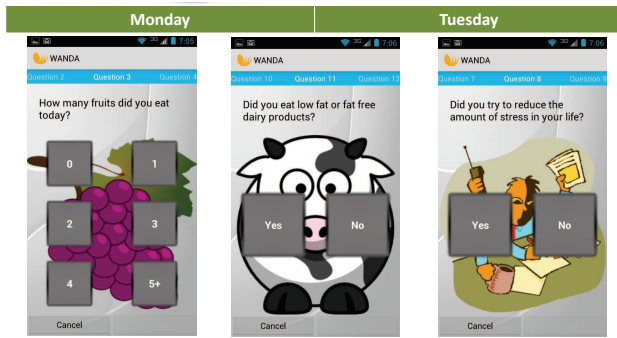 Monday
Tuesday
3G 7:05
WANDA
Question 2 Question 3 Question 4
How many fruits did you eat
today?
0 1
2 3
4 5+
Cancel
3G 7:06
WANDA
Question 10 Question 11 Question 12
Did you eat low fat or fat free
dairy products?
Yes No
Cancel
3G 7:06
WANDA
Question 7 Question 8 Question 9
Did you try to reduce the
amount of stress in your life?
Yes No
Cancel